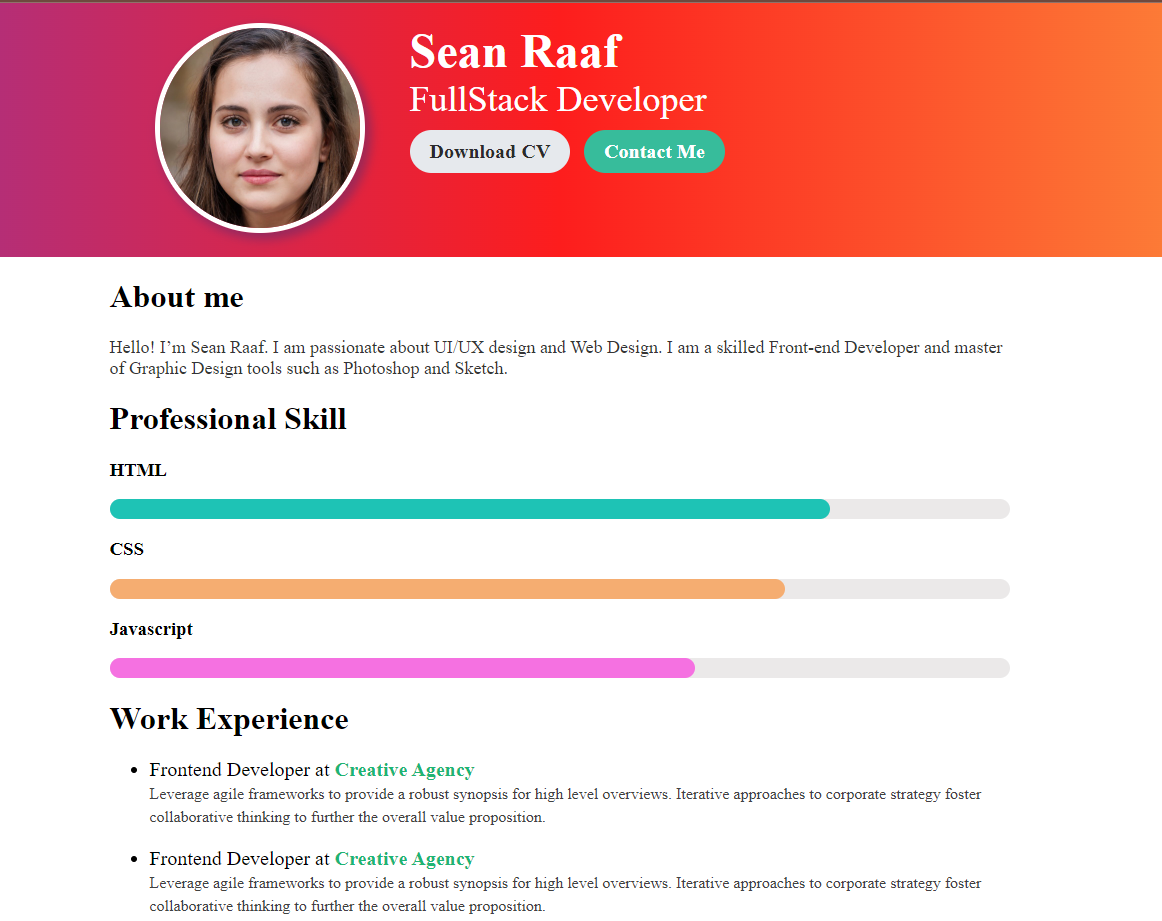 Sean Raaf
FullStack Developer
Download CV
Contact Me
About me
Hello! I’m Sean Raaf. I am passionate about UI/UX design and Web Design. I am a skilled Front-end Developer and master
of Graphic Design tools such as Photoshop and Sketch.
Professional Skill
HTML
CSS
Javascript
Work Experience
Frontend Developer at Creative Agency
Leverage agile frameworks to provide a robust synopsis for high level overviews. Iterative approaches to corporate strategy foster
collaborative thinking to further the overall value proposition.
Frontend Developer at Creative Agency
Leverage agile frameworks to provide a robust synopsis for high level overviews. Iterative approaches to corporate strategy foster
collaborative thinking to further the overall value proposition.